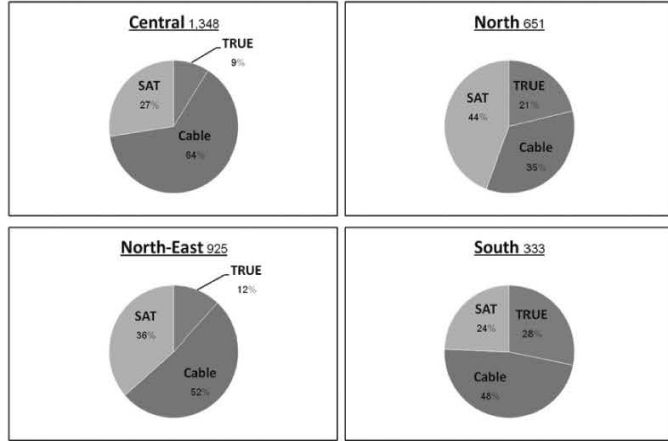 Central 1,348
TRUE
9%
SAT
27%
Cable
64%
North 651
SAT
44%
TRUE
21%
Cable
35%
North-East 925
TRUE
12%
SAT
36%
Cable
52%
South 333
SAT
24%
TRUE
28%
Cable
48%